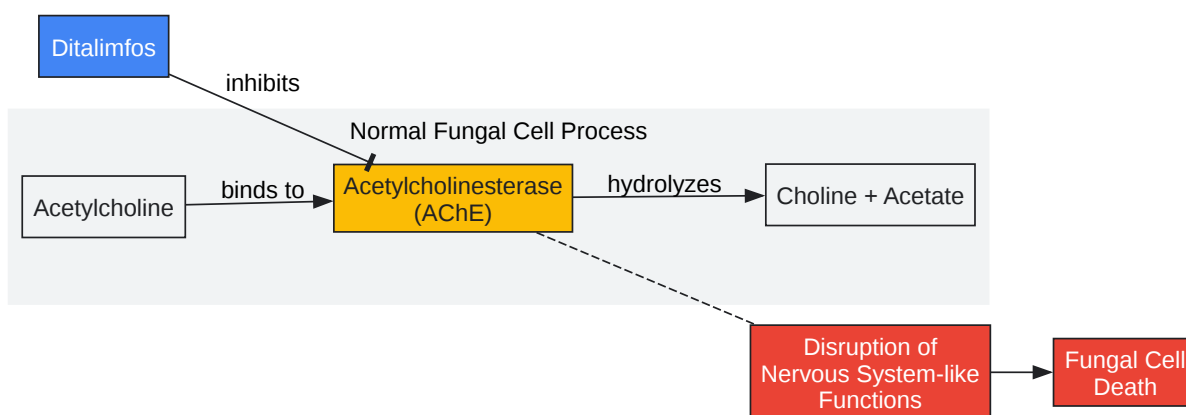 Ditalimfos
inhibits
Normal Fungal Cell Process
Acetylcholine
binds to
Acetylcholinesterase
(AChE)
hydrolyzes
Choline + Acetate
Disruption of
Nervous System-like
Functions
Fungal Cell
Death